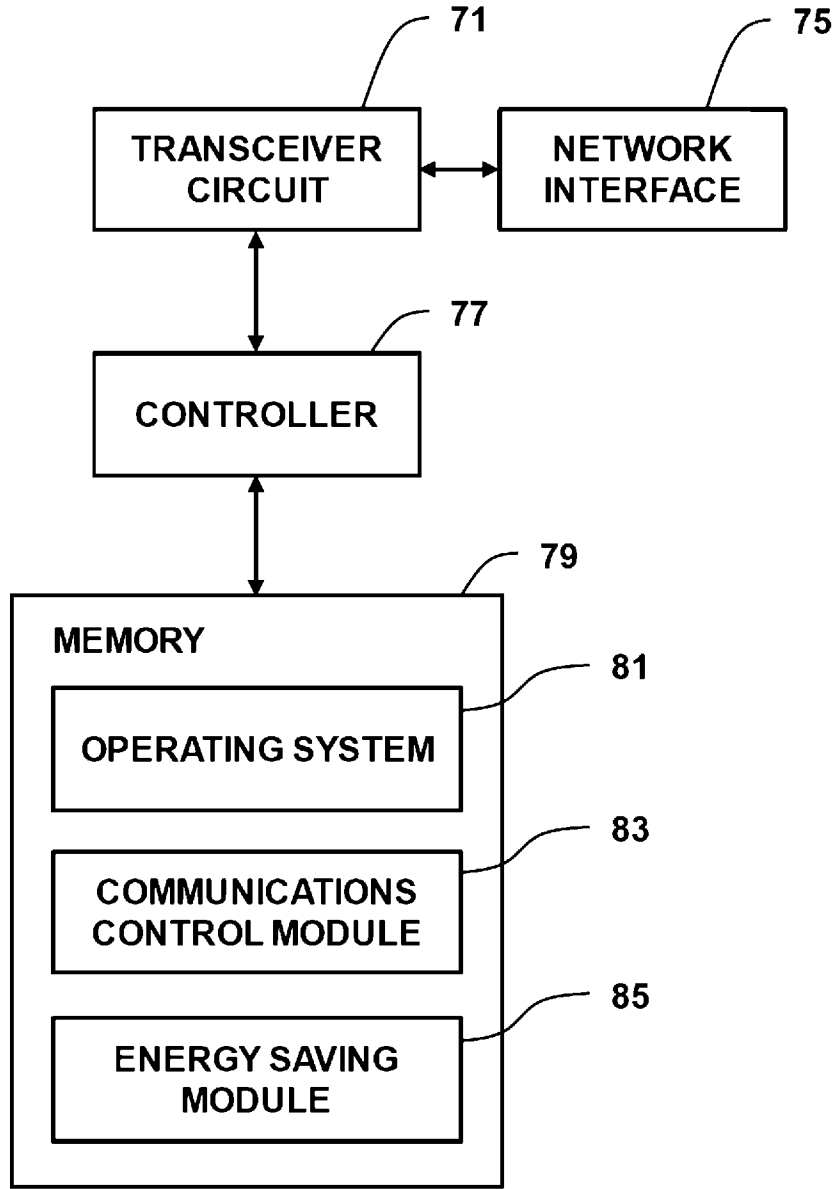 71
75
TRANSCEIVER
CIRCUIT
NETWORK
INTERFACE
77
CONTROLLER
79
MEMORY
81
OPERATING SYSTEM
83
COMMUNICATIONS
CONTROL MODULE
85
ENERGY SAVING
MODULE